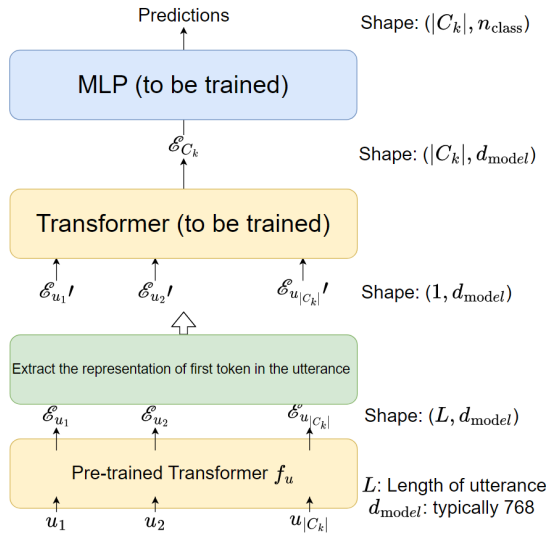 Predictions
Shape: (|C_k|, n_class)
MLP (to be trained)
ℰ_{C_k}
Shape: (|C_k|, d_model)
Transformer (to be trained)
ℰ_{u_1}′ ℰ_{u_2}′ ℰ_{u_{|C_k|}}′
Shape: (1, d_model)
Extract the representation of first token in the utterance
ℰ_{u_1} ℰ_{u_2} ℰ_{u_{|C_k|}}
Shape: (L, d_model)
Pre-trained Transformer f_u
L: Length of utterance
d_model: typically 768
u_1 u_2 u_{|C_k|}